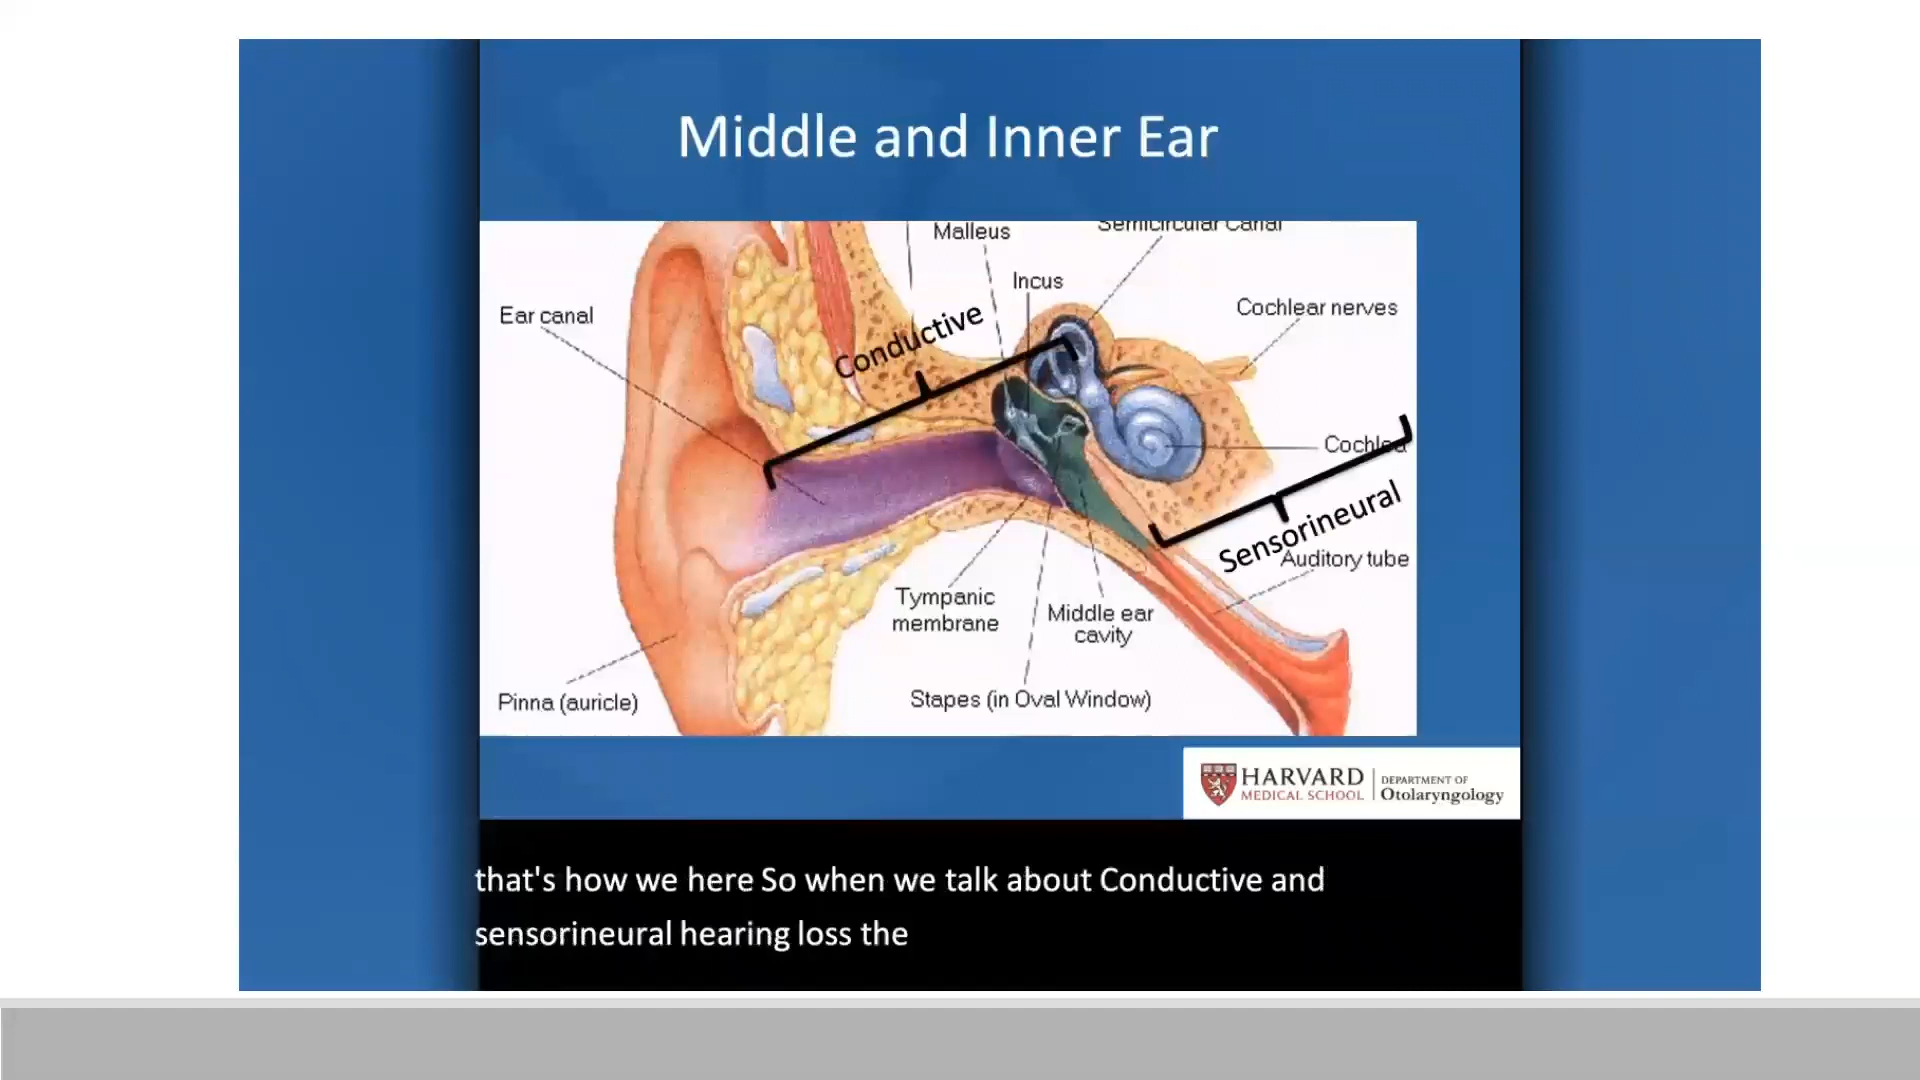 Middle and Inner Ear
Malleus
Semicircular Canal
Incus
Ear canal
Cochlear nerves
Conductive
Cochlea
Sensorineural
Auditory tube
Tympanic
membrane
Middle ear
cavity
Pinna (auricle)
Stapes (in Oval Window)
HARVARD
MEDICAL SCHOOL
DEPARTMENT OF
Otolaryngology
that's how we here So when we talk about Conductive and
sensorineural hearing loss the